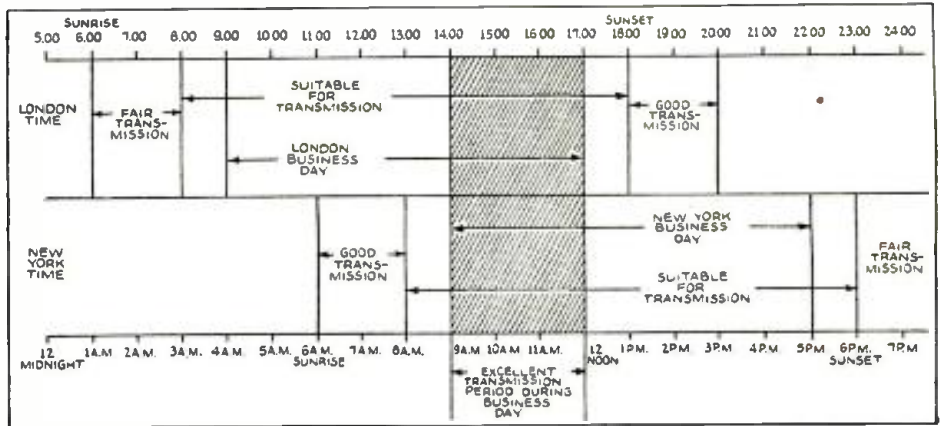 SUNRISE SUNSET
5.00 6.00 7.00 8.00 9.00 10.00 11.00 12.00 13.00 14.00 15.00 16.00 17.00 18.00 19.00 20.00 21.00 22.00 23.00 24.00
LONDON
TIME
FAIR
TRANS-
MISSION
SUITABLE
FOR
TRANSMISSION
LONDON
BUSINESS
DAY
GOOD
TRANS-
MISSION
NEW
YORK
TIME
GOOD
TRANS-
MISSION
NEW YORK
BUSINESS
DAY
SUITABLE
FOR
TRANSMISSION
FAIR
TRANS-
MISSION
12 1A.M. 2A.M. 3A.M. 4A.M. 5A.M. 6A.M. 7A.M. 8A.M. 9A.M 10A.M 11A.M. 12 1P.M. 2P.M. 3P.M. 4P.M. 5PM 6P.M. 7P.M
MIDNIGHT SUNRISE NOON SUNSET
EXCELLENT
TRANSMISSION
PERIOD DURING
BUSINESS
DAY